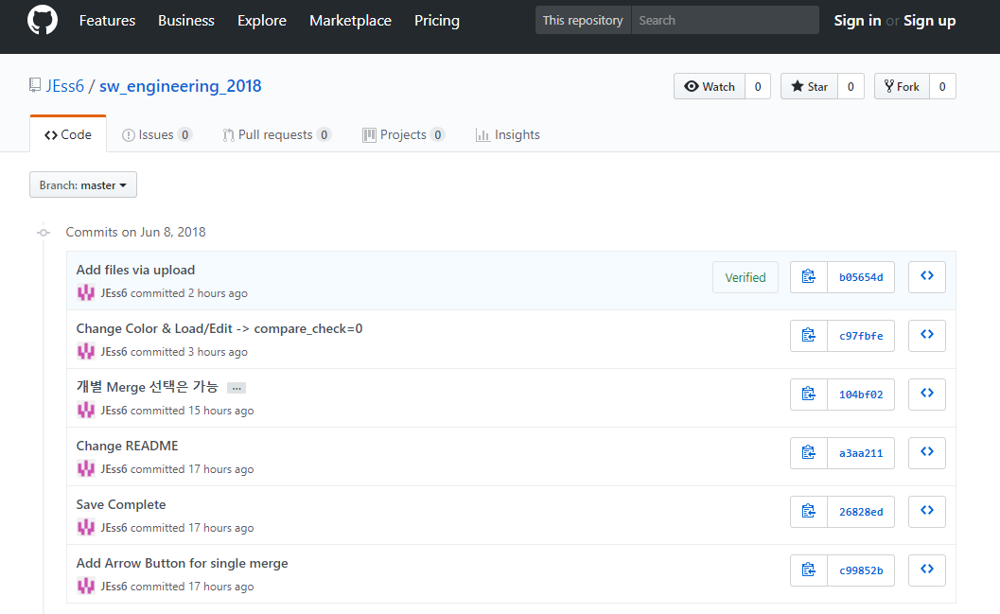 Features Business Explore Marketplace Pricing This repository Search Sign in or Sign up
JEss6 / sw_engineering_2018 Watch 0 Star 0 Fork 0
Code Issues 0 Pull requests 0 Projects 0 Insights
Branch: master
Commits on Jun 8, 2018
Add files via upload
JEss6 committed 2 hours ago Verified b05654d
Change Color & Load/Edit -> compare_check=0
JEss6 committed 3 hours ago c97fbfe
개별 Merge 선택은 가능 …
JEss6 committed 15 hours ago 104bf02
Change README
JEss6 committed 17 hours ago a3aa211
Save Complete
JEss6 committed 17 hours ago 26828ed
Add Arrow Button for single merge
JEss6 committed 17 hours ago c99852b